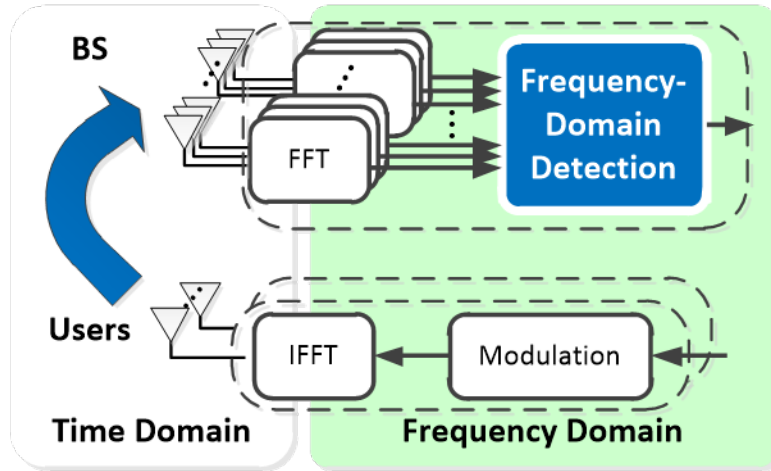 BS
Frequency-
Domain
Detection
FFT
Users
IFFT
Modulation
Time Domain
Frequency Domain